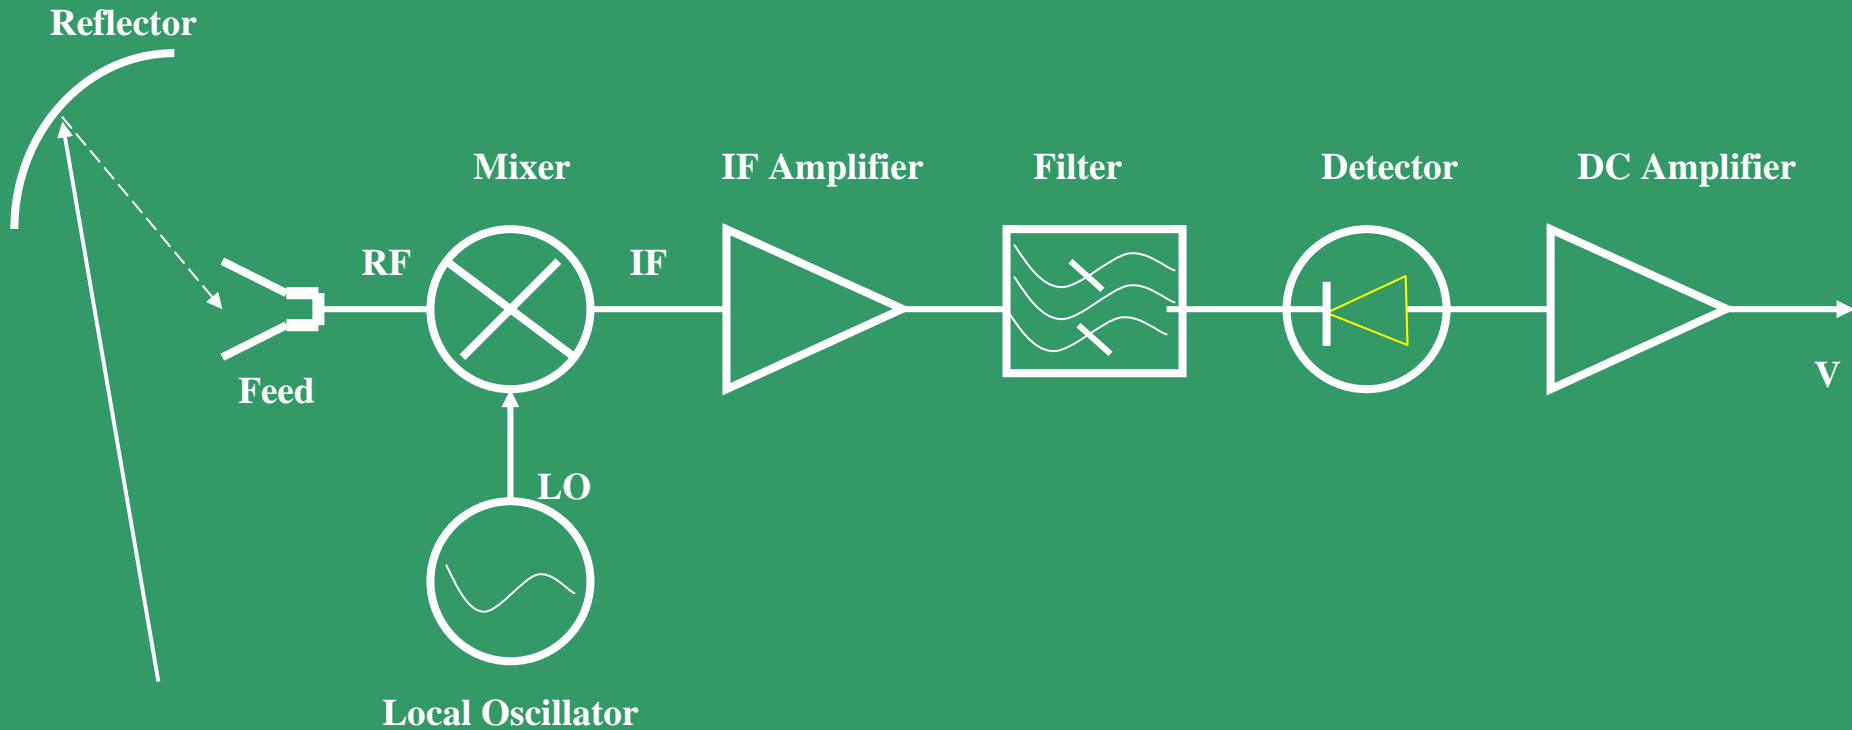 Reflector
Mixer
IF Amplifier
Filter
Detector
DC Amplifier
RF
IF
Feed
V
LO
Local Oscillator